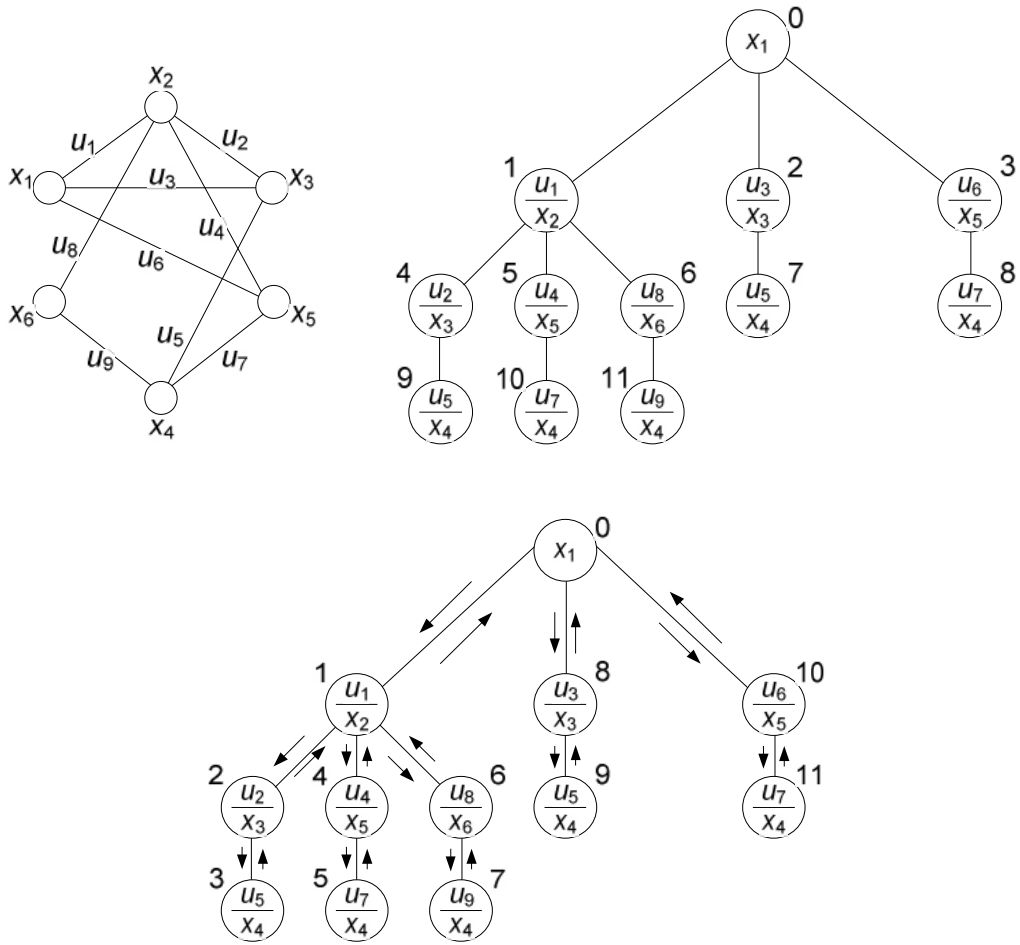 x₂
u₁
u₂
x₁
u₃
x₃
u₈
u₄
u₆
x₆
x₅
u₅
u₉
u₇
x₄
0
x₁
1
u₁
x₂
2
u₃
x₃
3
u₆
x₅
4
u₂
x₃
5
u₄
x₅
6
u₈
x₆
7
u₅
x₄
8
u₇
x₄
9
u₅
x₄
10
u₇
x₄
11
u₉
x₄
0
x₁
1
u₁
x₂
8
u₃
x₃
10
u₆
x₅
2
u₂
x₃
4
u₄
x₅
6
u₈
x₆
9
u₅
x₄
11
u₇
x₄
3
u₅
x₄
5
u₇
x₄
7
u₉
x₄